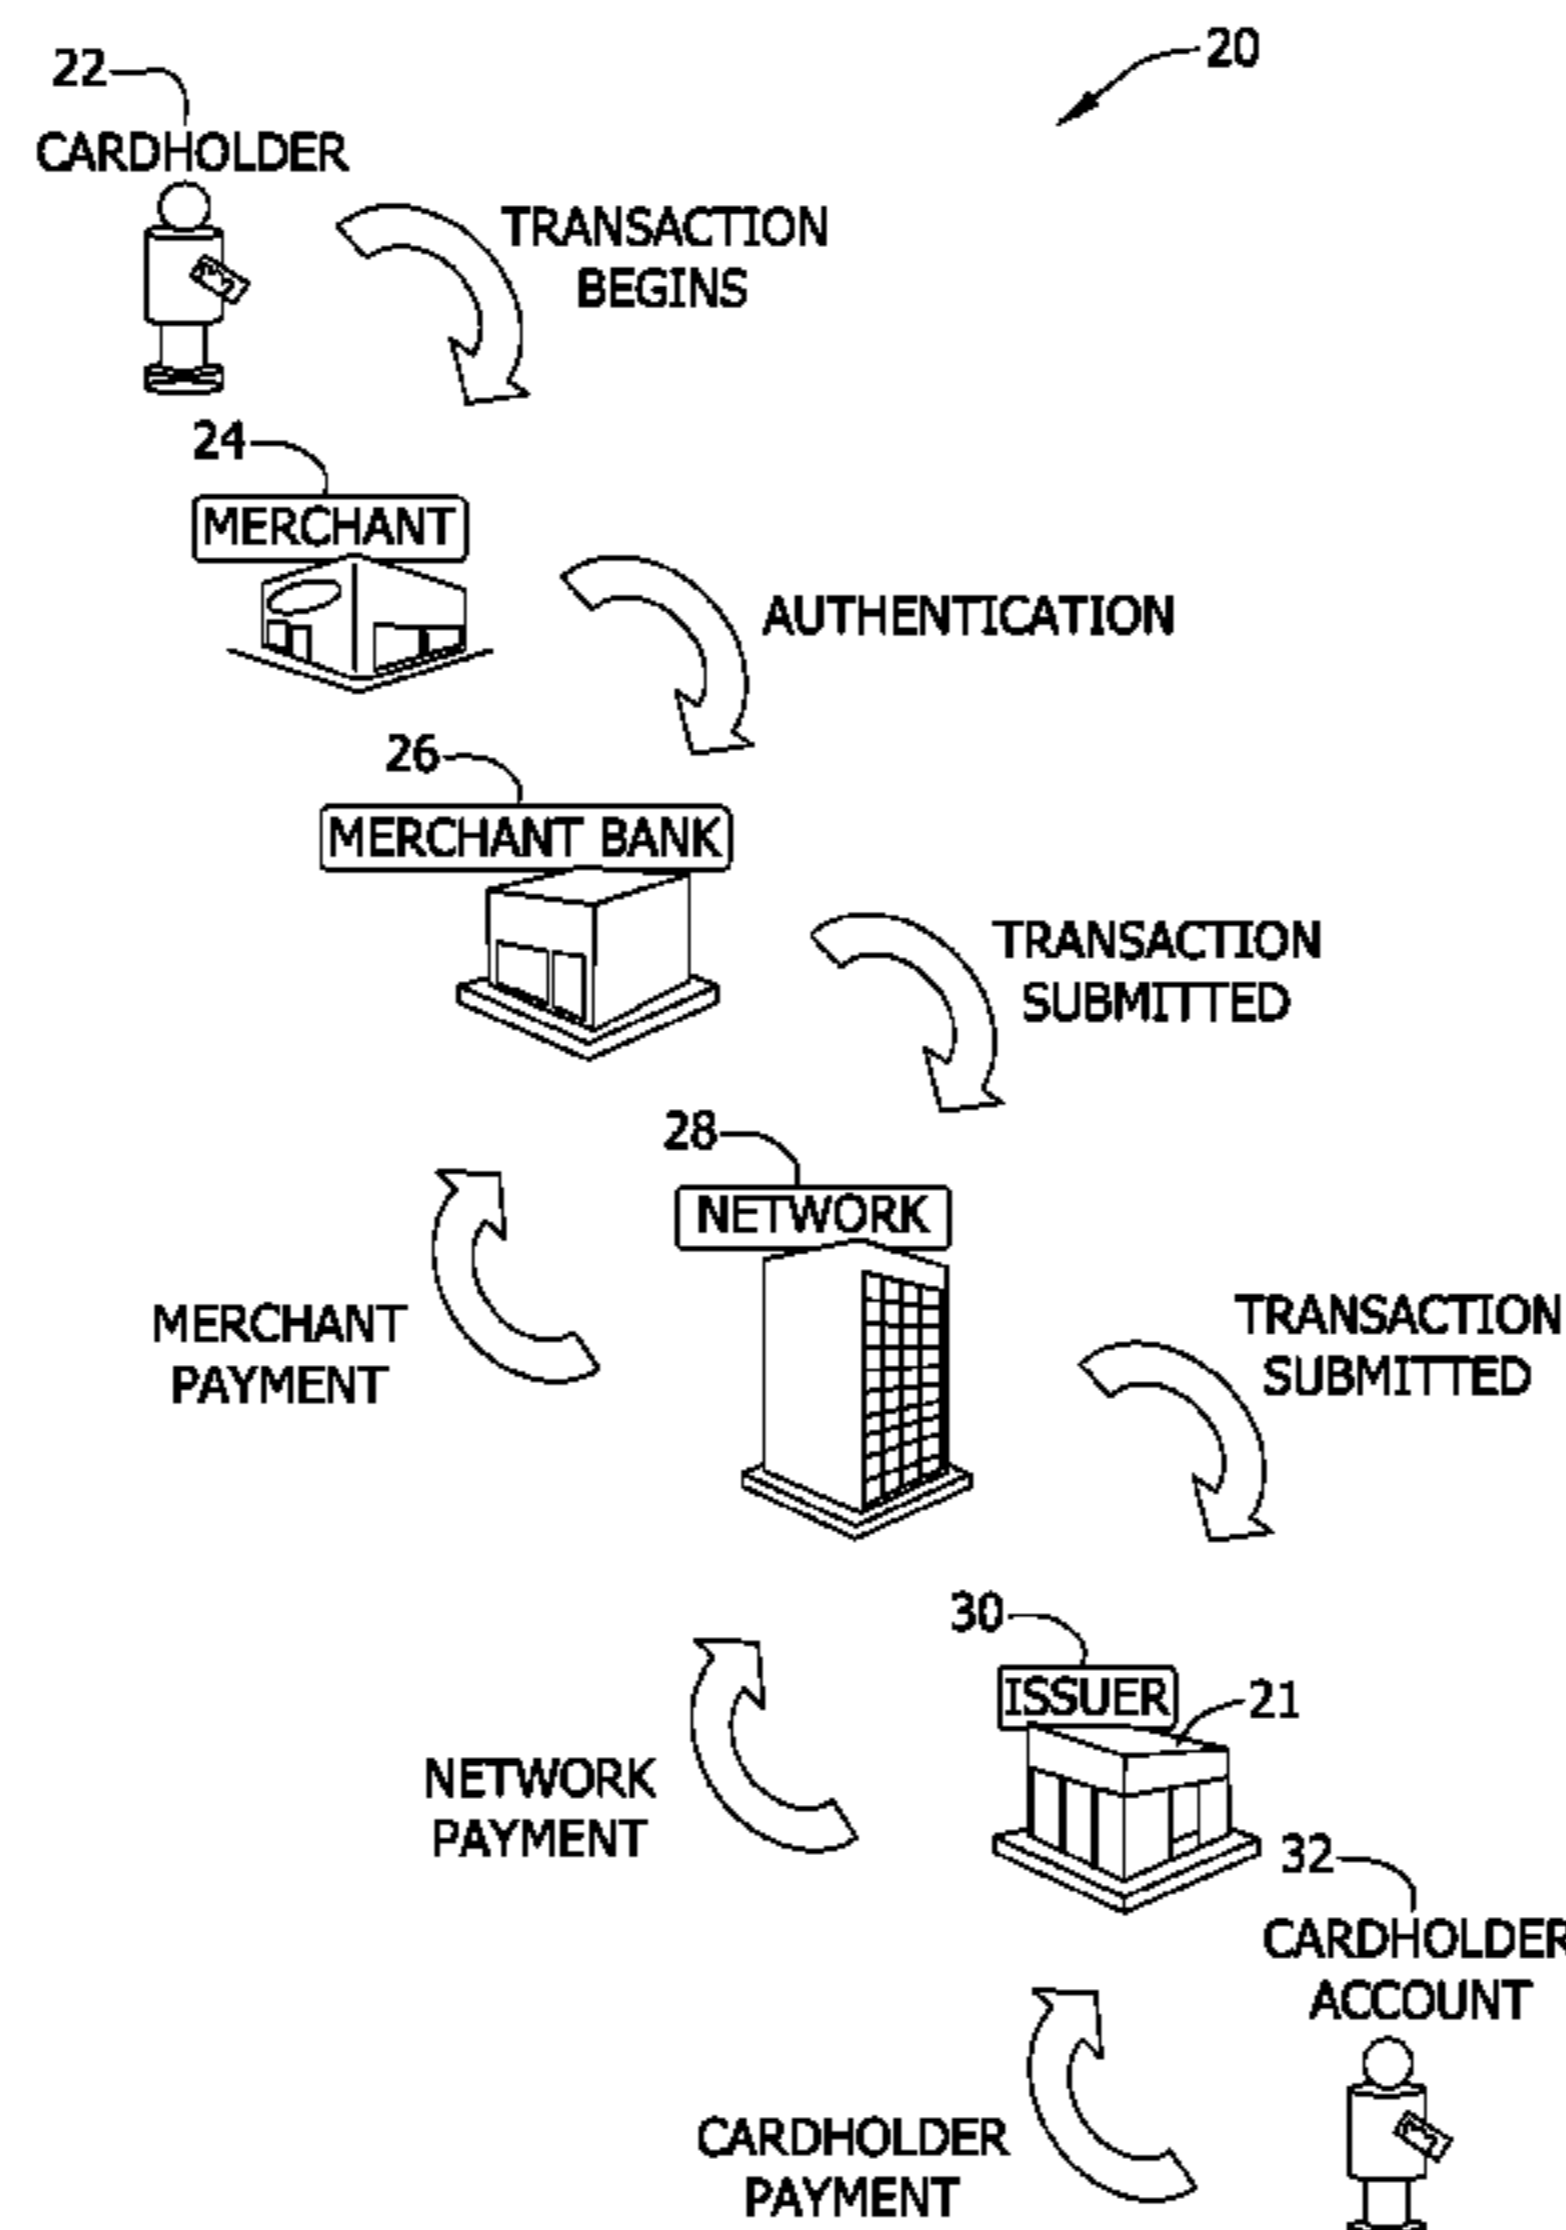 20
22
CARDHOLDER
TRANSACTION
BEGINS
24
MERCHANT
AUTHENTICATION
26
MERCHANT BANK
TRANSACTION
SUBMITTED
28
NETWORK
MERCHANT
PAYMENT
TRANSACTION
SUBMITTED
30
ISSUER
21
NETWORK
PAYMENT
32
CARDHOLDER
ACCOUNT
CARDHOLDER
PAYMENT